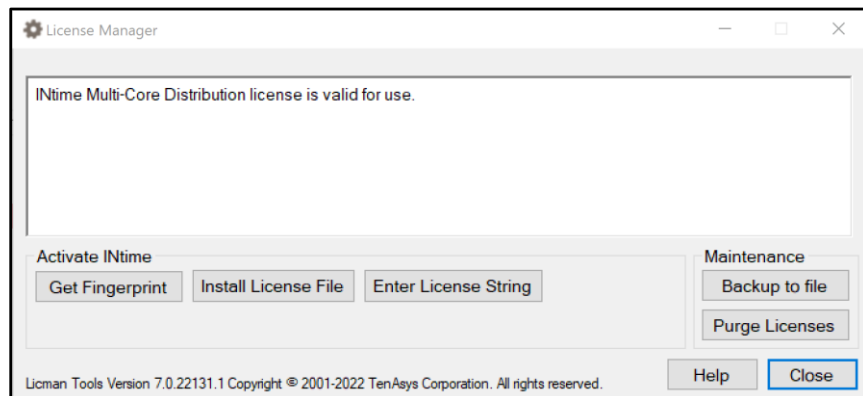 License Manager
INtime Multi-Core Distribution license is valid for use.
Activate INtime
Get Fingerprint
Install License File
Enter License String
Maintenance
Backup to file
Purge Licenses
Licman Tools Version 7.0.22131.1 Copyright © 2001-2022 TenAsys Corporation. All rights reserved.
Help
Close